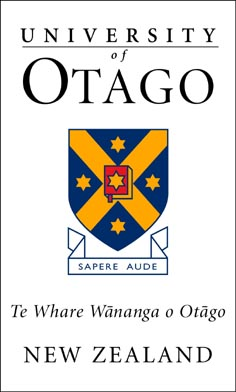 UNIVERSITY
of
OTAGO
SAPERE AUDE
Te Whare Wānanga o Otāgo
NEW ZEALAND